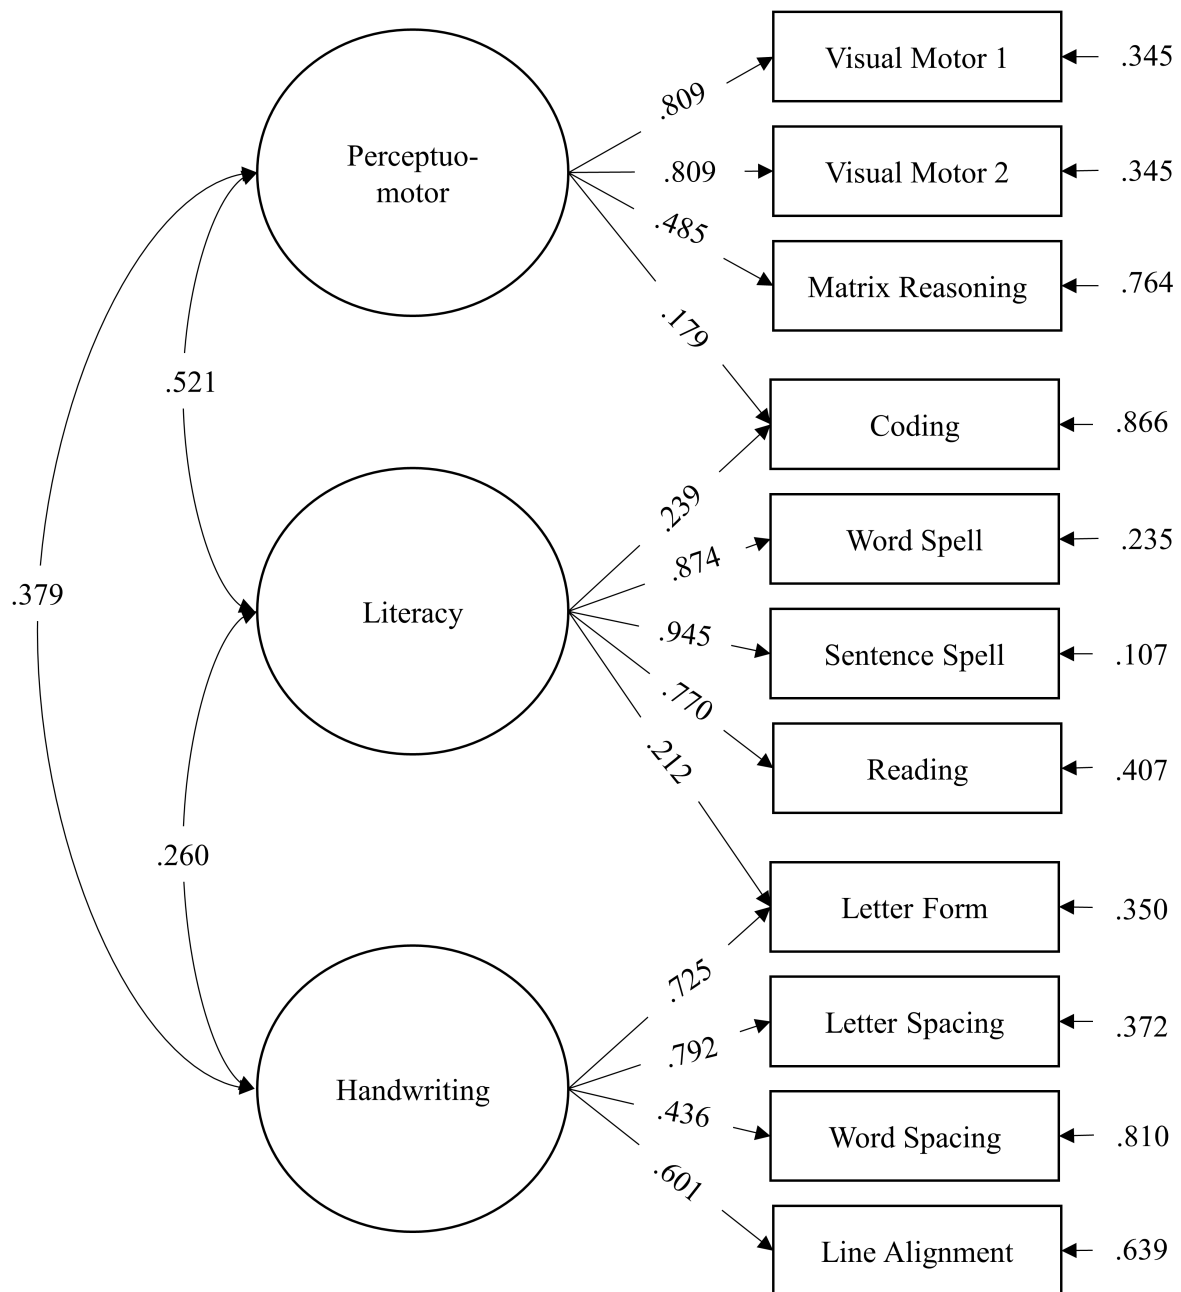 Visual Motor 1
.345
.809
Perceptuo-
motor
.809
Visual Motor 2
.345
.485
Matrix Reasoning
.764
.179
.521
Coding
.866
.239
Word Spell
.235
.874
.379
Literacy
.945
Sentence Spell
.107
.770
Reading
.407
.212
.260
Letter Form
.350
.725
Letter Spacing
.372
.792
Handwriting
.436
Word Spacing
.810
.601
Line Alignment
.639